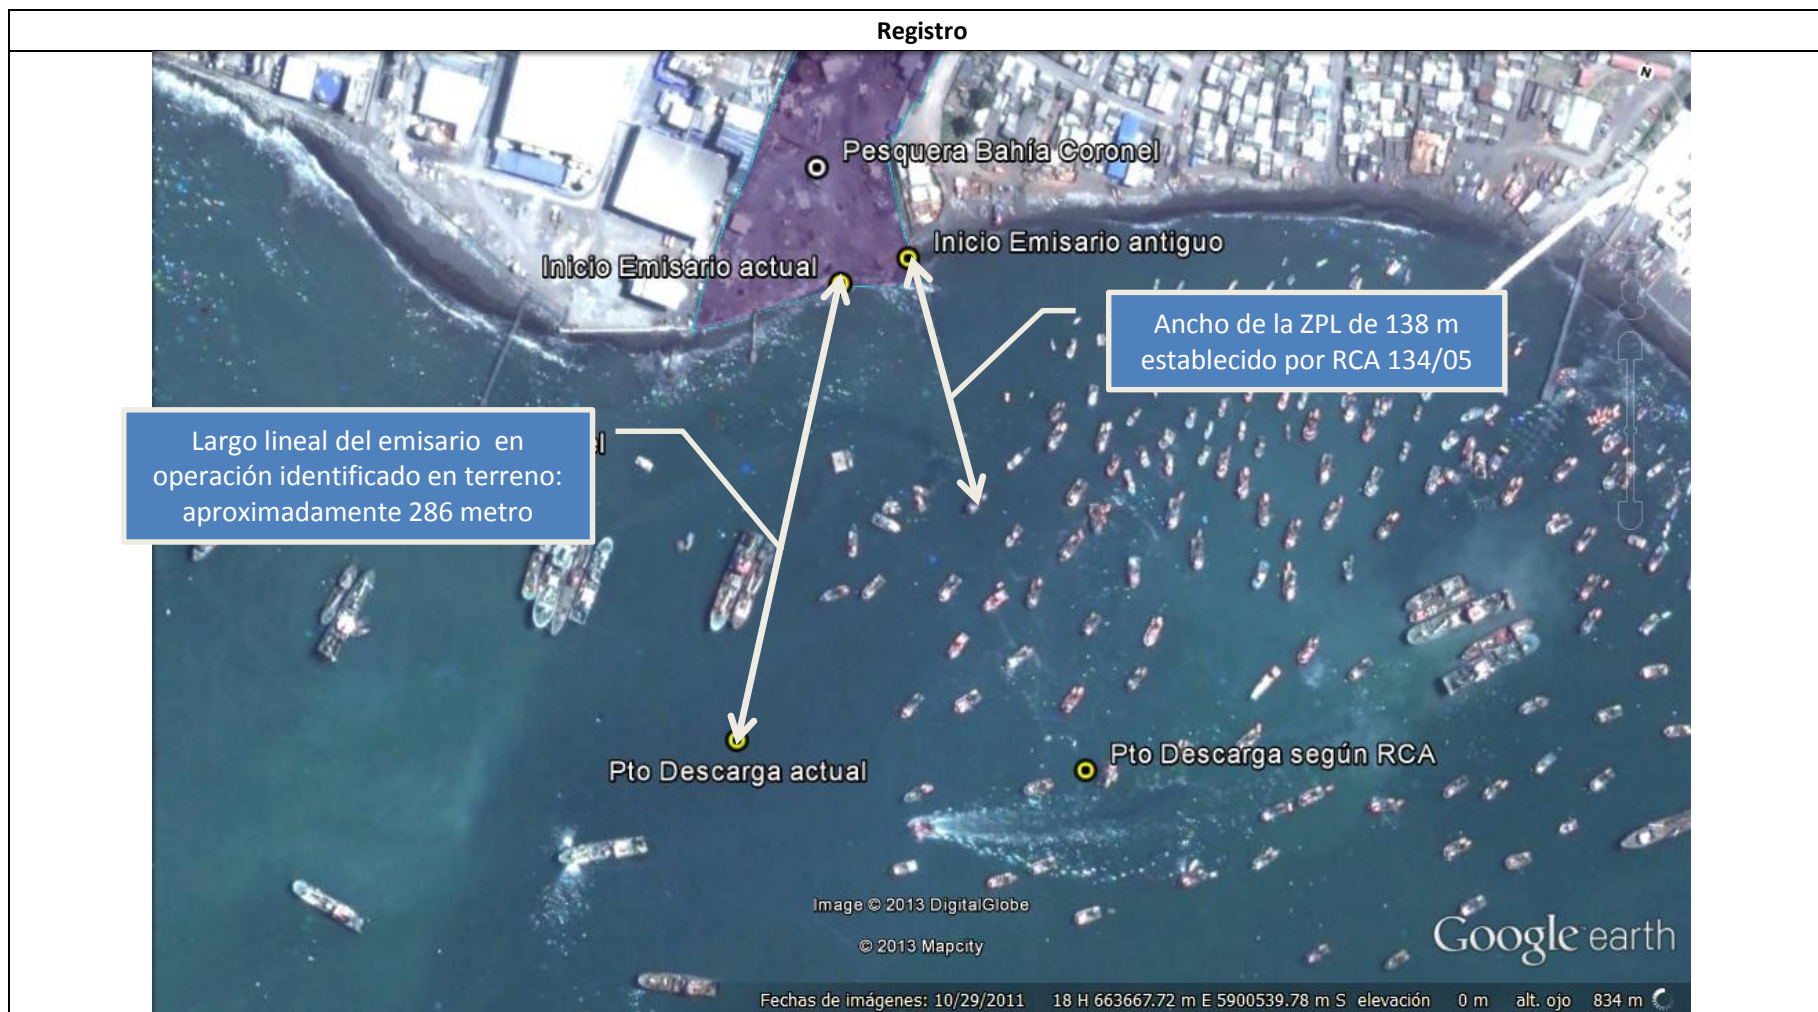 Registro
N
Pesquera Bahía Coronel
Inicio Emisario antiguo
Inicio Emisario actual
Ancho de la ZPL de 138 m
establecido por RCA 134/05
Largo lineal del emisario en
operación identificado en terreno:
aproximadamente 286 metro
el
Pto Descarga actual
Pto Descarga según RCA
Image © 2013 DigitalGlobe
© 2013 Mapcity
Google earth
Fechas de imágenes: 10/29/2011 18 H 663667.72 m E 5900539.78 m S elevación 0 m alt. ojo 834 m